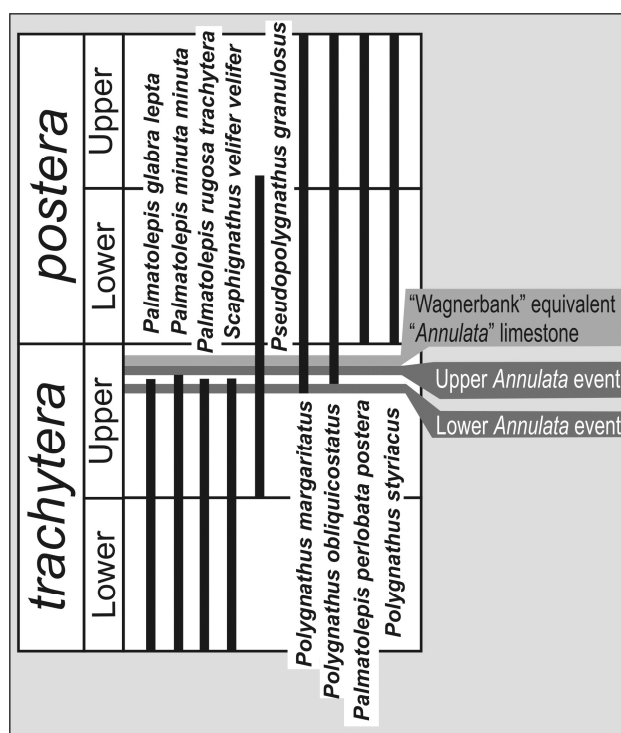 postera
Upper
Lower
trachytera
Upper
Lower
Palmatolepis glabra lepta
Palmatolepis minuta minuta
Palmatolepis rugosa trachytera
Scaphignathus velifer velifer
Pseudopolygnathus granulosus
Polygnathus margaritatus
Polygnathus obliquicostatus
Palmatolepis perlobata postera
Polygnathus styriacus
“Wagnerbank” equivalent
“Annulata” limestone
Upper Annulata event
Lower Annulata event